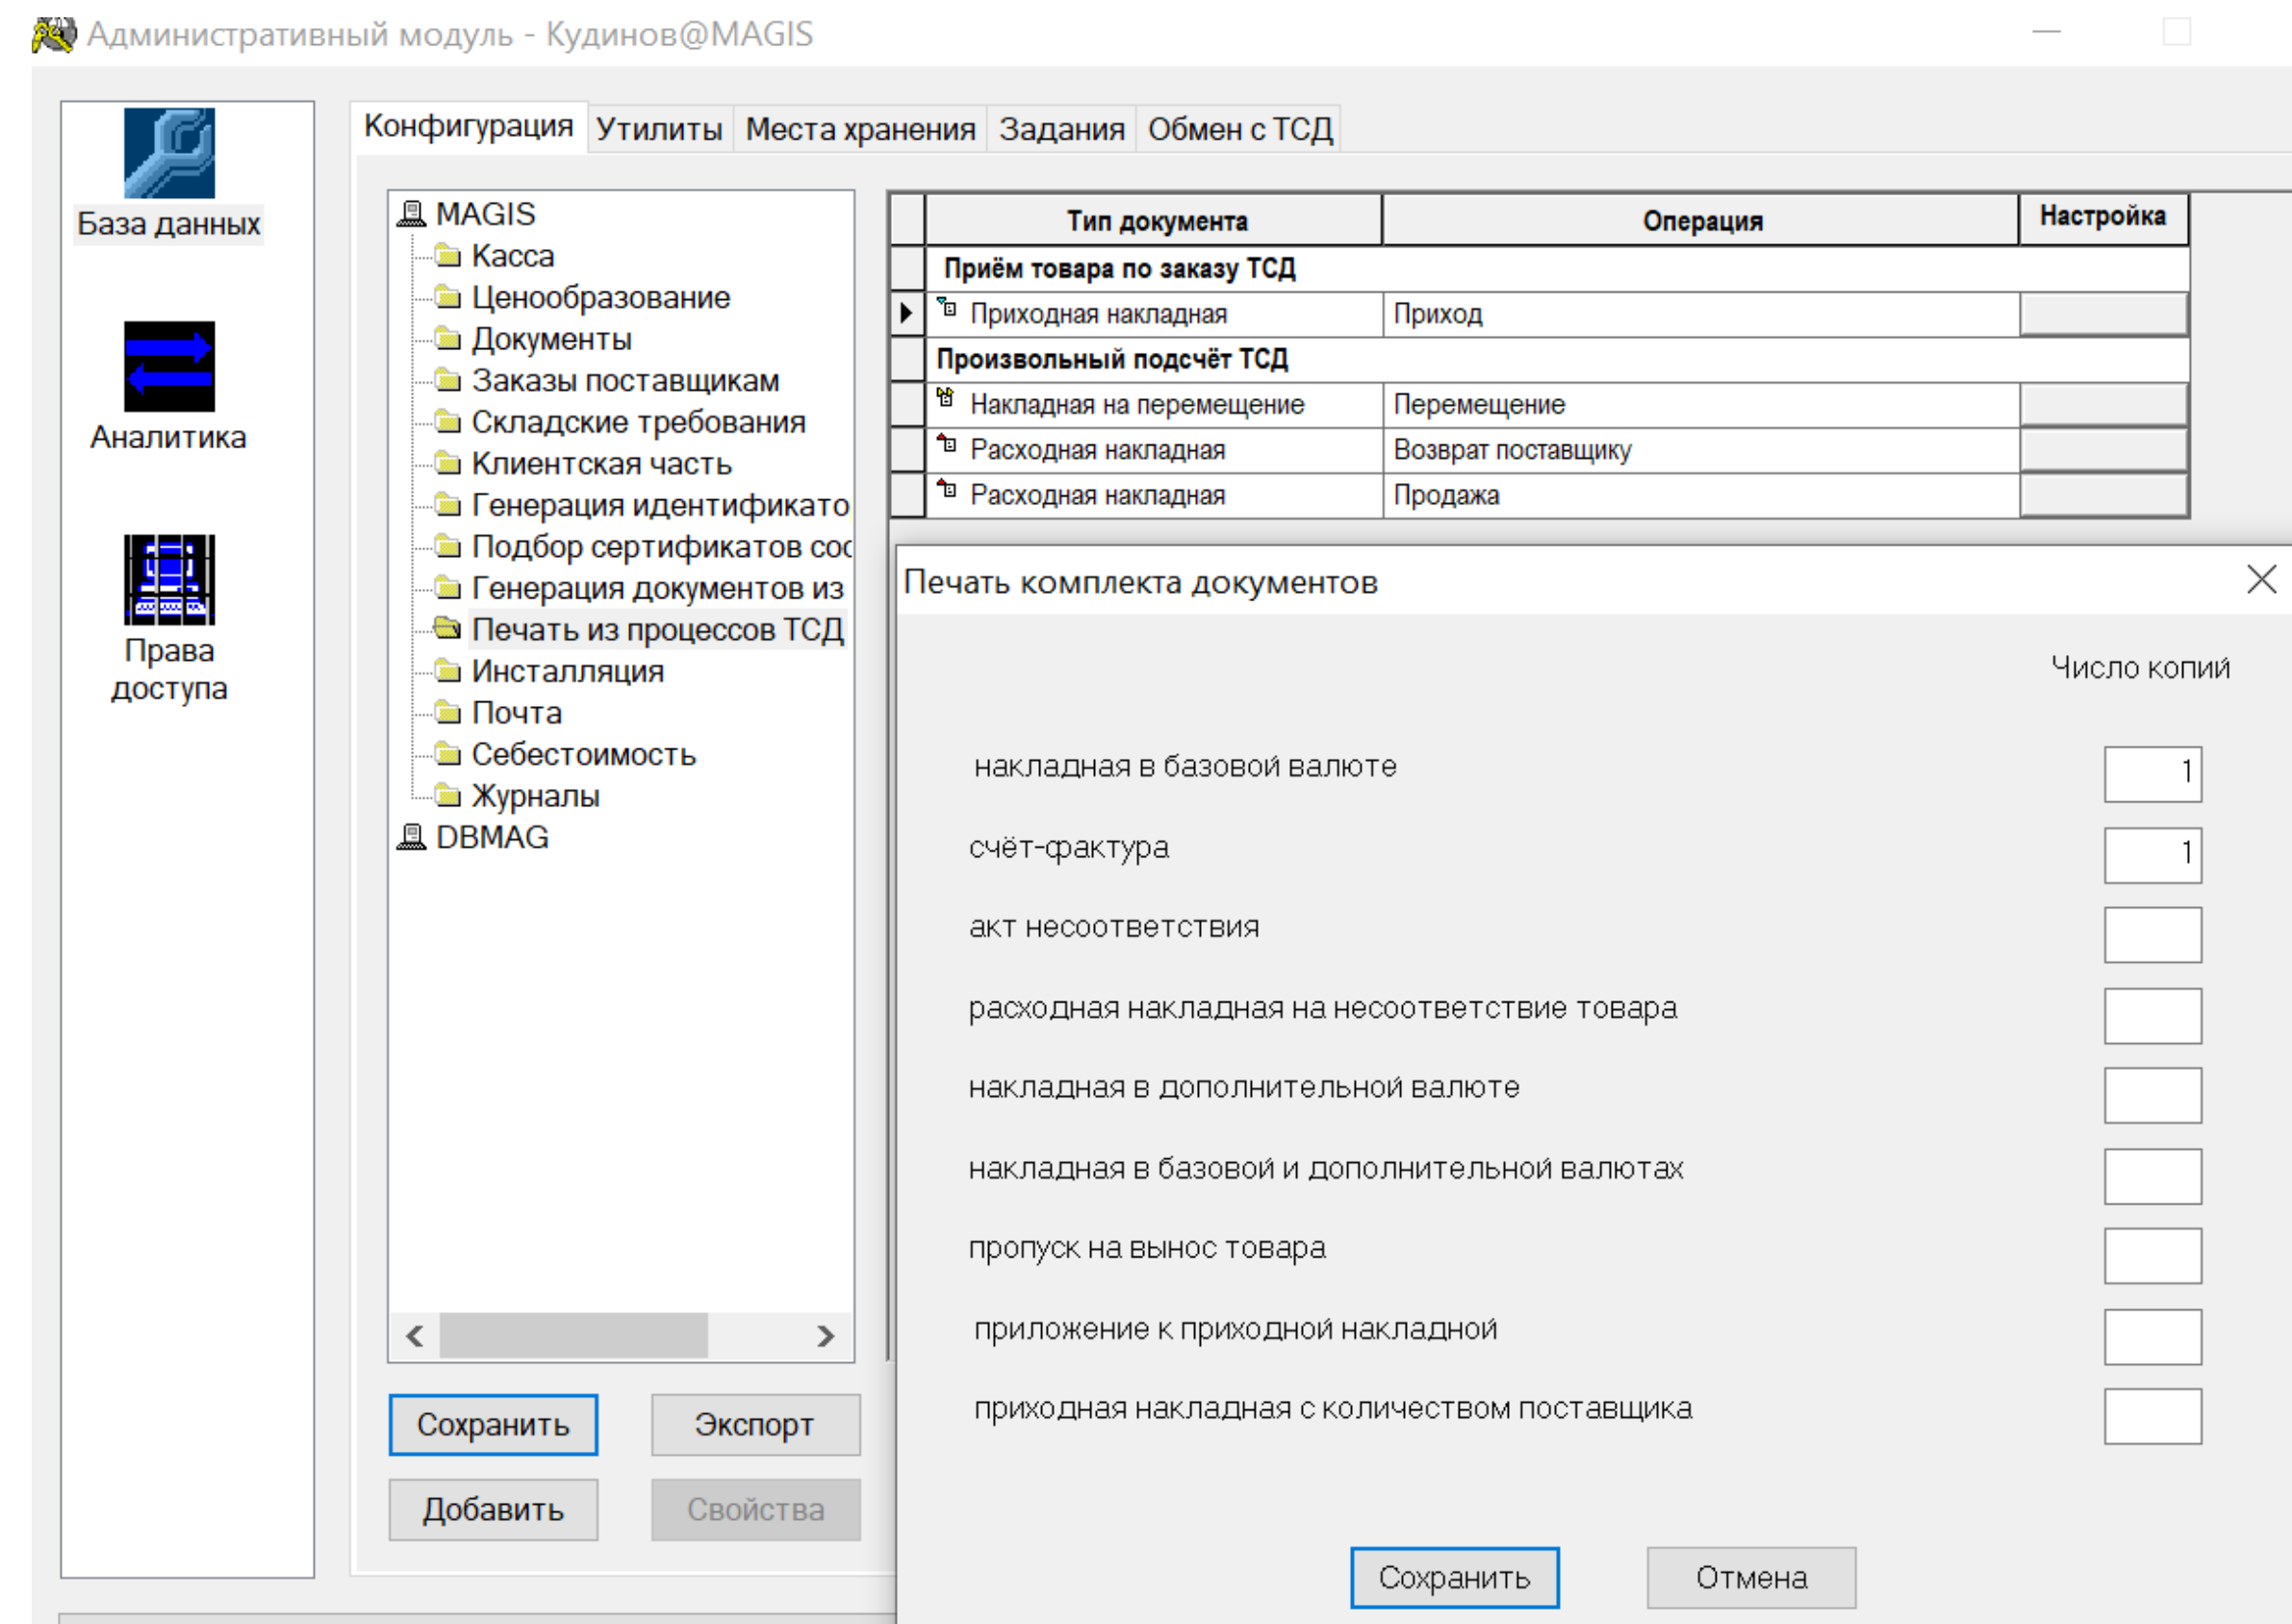 Административный модуль - Кудинов@MAGIS
База данных
Аналитика
Права
доступа
Конфигурация Утилиты Места хранения Задания Обмен с ТСД
MAGIS
Касса
Ценообразование
Документы
Заказы поставщикам
Складские требования
Клиентская часть
Генерация идентификато
Подбор сертификатов соо
Генерация документов из
Печать из процессов ТСД
Инсталляция
Почта
Себестоимость
Журналы
DBMAG
Сохранить Экспорт
Добавить Свойства
Тип документа Операция Настройка
Приём товара по заказу ТСД
Приходная накладная Приход
Произвольный подсчёт ТСД
Накладная на перемещение Перемещение
Расходная накладная Возврат поставщику
Расходная накладная Продажа
Печать комплекта документов
Число копий
накладная в базовой валюте 1
счёт-фактура 1
акт несоответствия
расходная накладная на несоответствие товара
накладная в дополнительной валюте
накладная в базовой и дополнительной валютах
пропуск на вынос товара
приложение к приходной накладной
приходная накладная с количеством поставщика
Сохранить Отмена